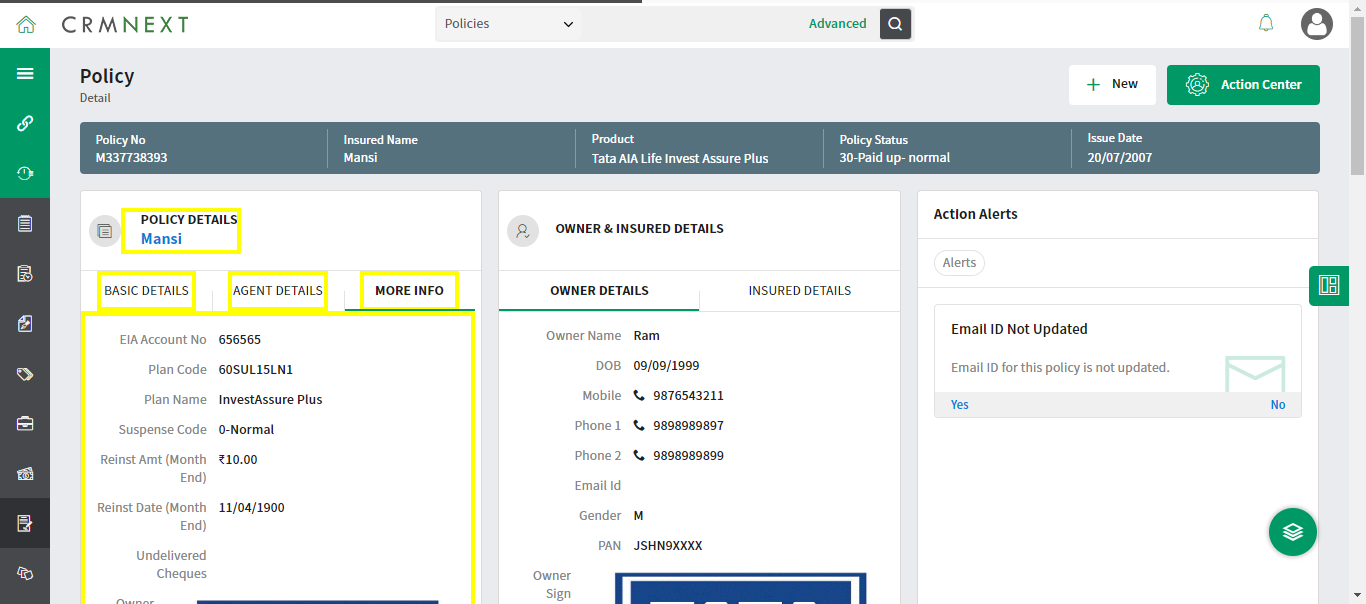 CRMNEXT
Policies
Advanced
Policy
Detail
New
Action Center
Policy No
M337738393
Insured Name
Mansi
Product
Tata AIA Life Invest Assure Plus
Policy Status
30-Paid up- normal
Issue Date
20/07/2007
POLICY DETAILS
Mansi
BASIC DETAILS
AGENT DETAILS
MORE INFO
EIA Account No 656565
Plan Code 60SUL15LN1
Plan Name InvestAssure Plus
Suspense Code 0-Normal
Reinst Amt (Month ₹10.00
End)
Reinst Date (Month 11/04/1900
End)
Undelivered
Cheques
Owner
OWNER & INSURED DETAILS
OWNER DETAILS
INSURED DETAILS
Owner Name Ram
DOB 09/09/1999
Mobile 9876543211
Phone 1 9898989897
Phone 2 9898989899
Email Id
Gender M
PAN JSHN9XXXX
Owner
Sign
Action Alerts
Alerts
Email ID Not Updated
Email ID for this policy is not updated.
Yes
No